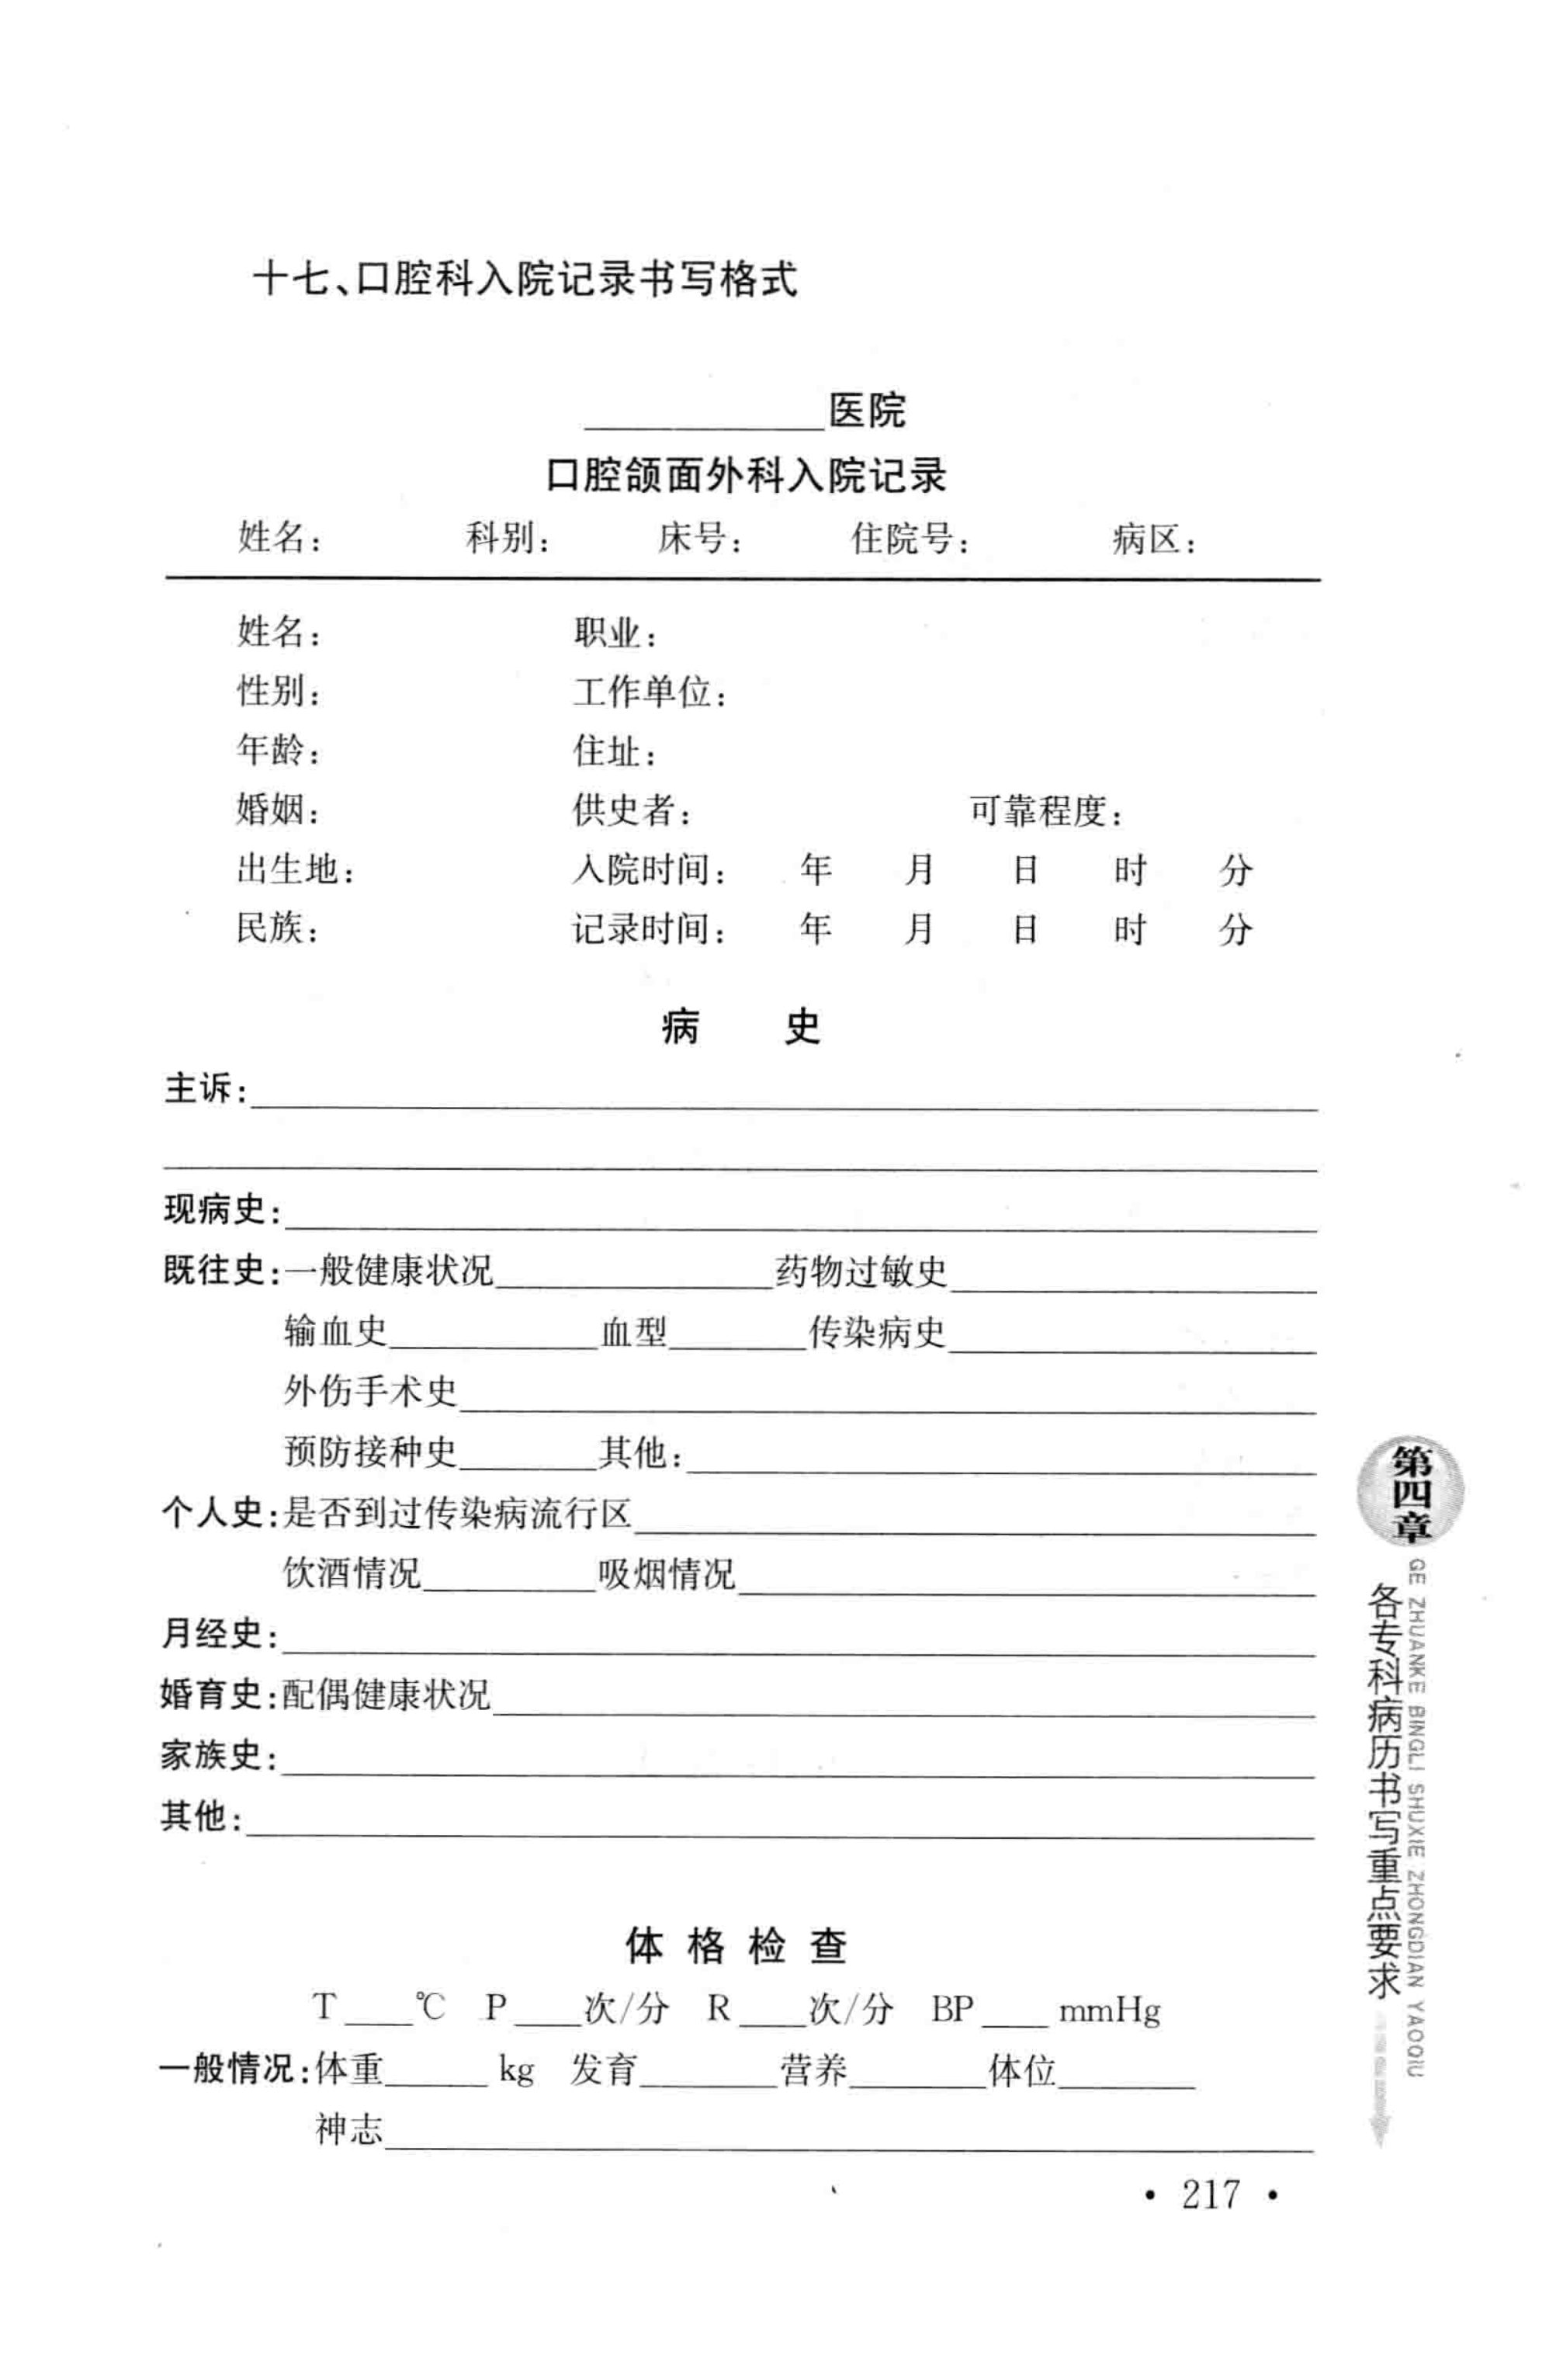 十七、口腔科入院记录书写格式
____________医院
口腔颌面外科入院记录
姓名： 科别： 床号： 住院号： 病区：
姓名： 职业：
性别： 工作单位：
年龄： 住址：
婚姻： 供史者： 可靠程度：
出生地： 入院时间： 年 月 日 时 分
民族： 记录时间： 年 月 日 时 分
病 史
主诉：
现病史：
既往史：一般健康状况________药物过敏史________
输血史________血型________传染病史________
外伤手术史________
预防接种史________其他：________
个人史：是否到过传染病流行区________
饮酒情况________吸烟情况________
月经史：________
婚育史：配偶健康状况________
家族史：________
其他：________
体 格 检 查
T____℃ P____次/分 R____次/分 BP____ mmHg
一般情况：体重______ kg 发育________营养________体位________
神志________
· 217 ·
第四章
各专科病历书写重点要求
GE ZHUANKE BINGLI SHUXIE ZHONGDIAN YAOQIU